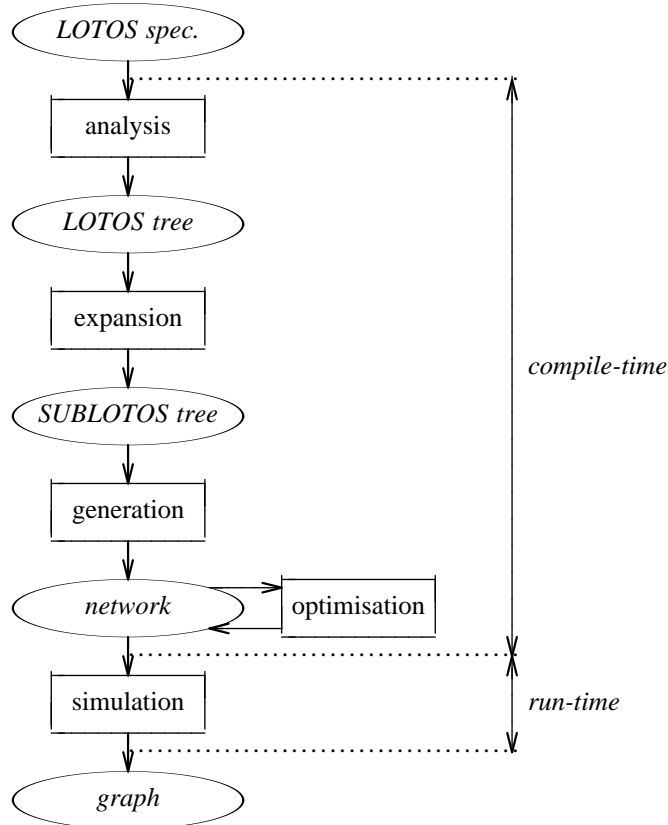 LOTOS spec.
analysis
LOTOS tree
expansion
compile-time
SUBLOTOS tree
generation
network
optimisation
simulation
run-time
graph